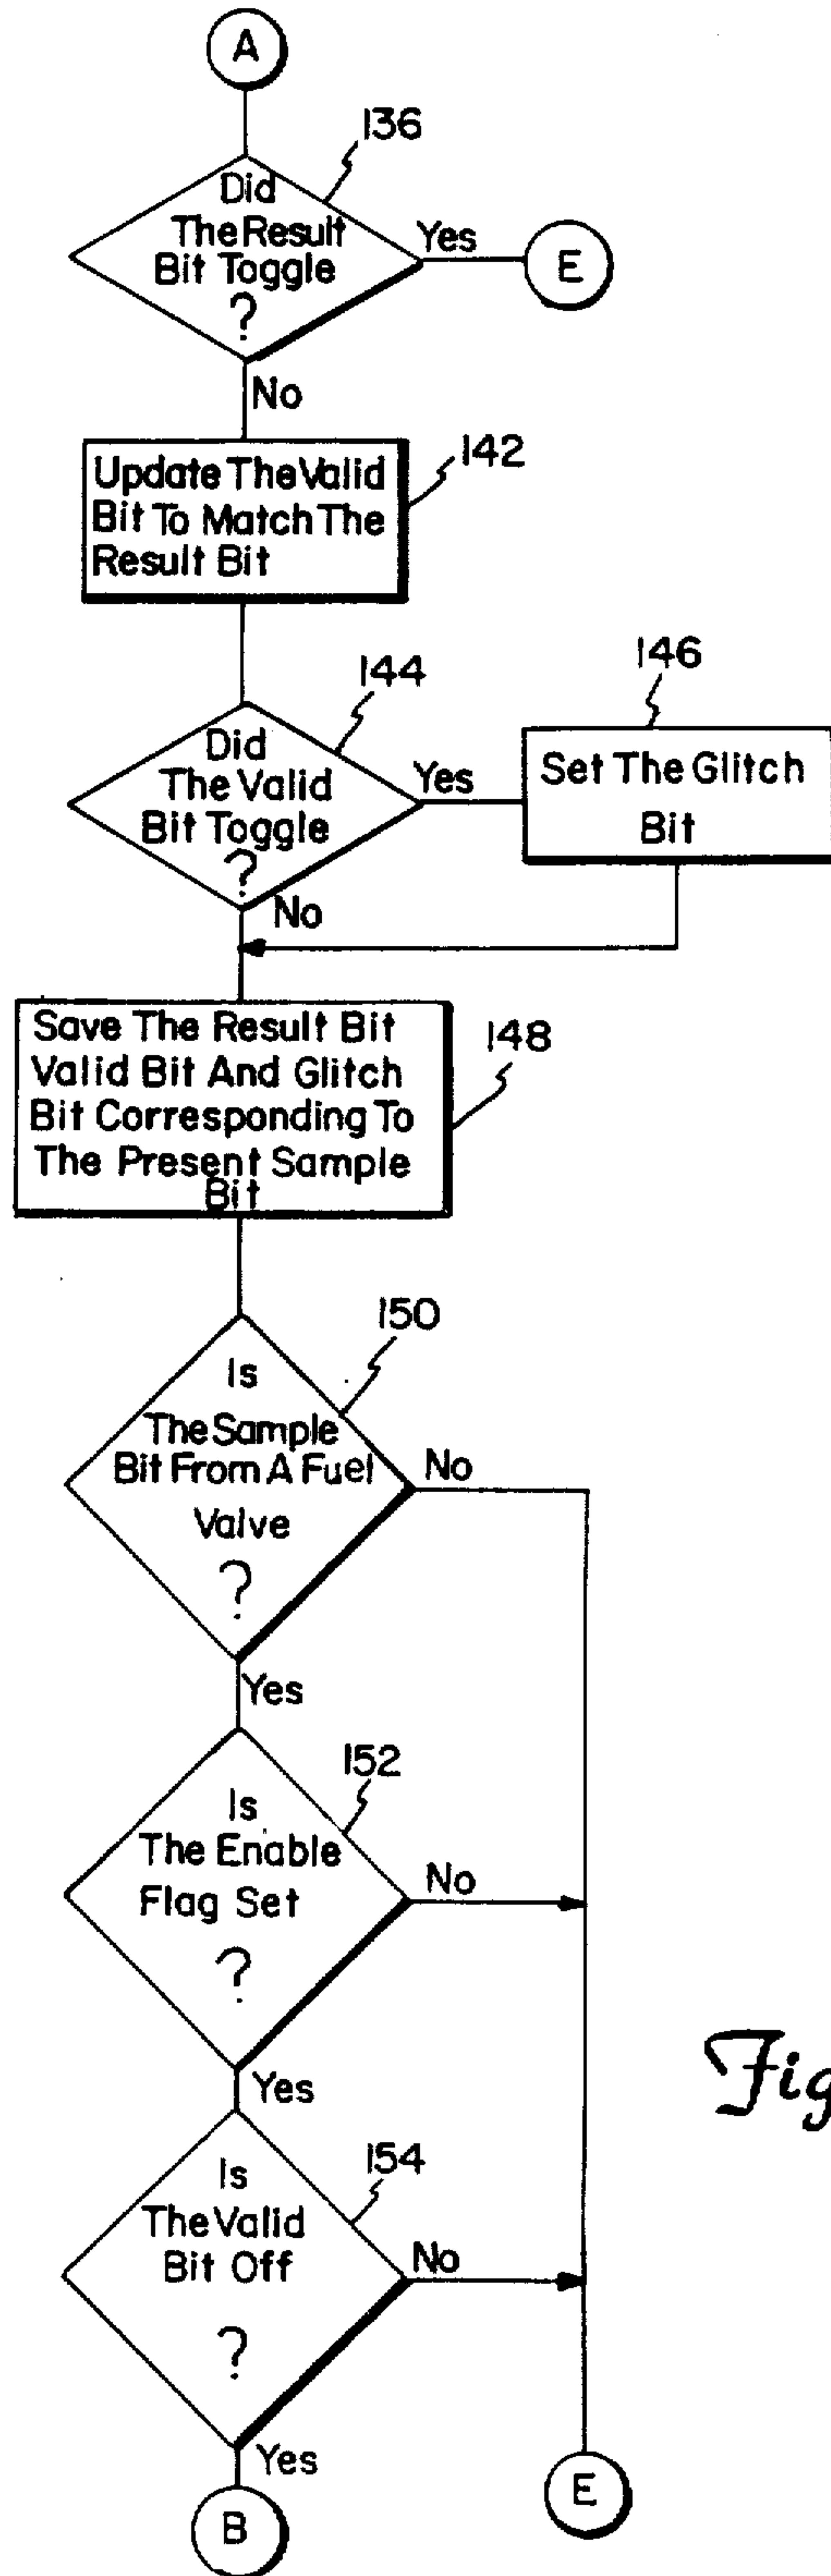 A
136
Did
The Result
Bit Toggle
?
Yes
E
No
142
Update The Valid
Bit To Match The
Result Bit
144
Did
The Valid
Bit Toggle
?
Yes
146
Set The Glitch
Bit
No
148
Save The Result Bit
Valid Bit And Glitch
Bit Corresponding To
The Present Sample
Bit
150
Is
The Sample
Bit From A Fuel
Valve
?
No
Yes
152
Is
The Enable
Flag Set
?
No
Yes
154
Is
The Valid
Bit Off
?
No
Yes
B
E
Fig